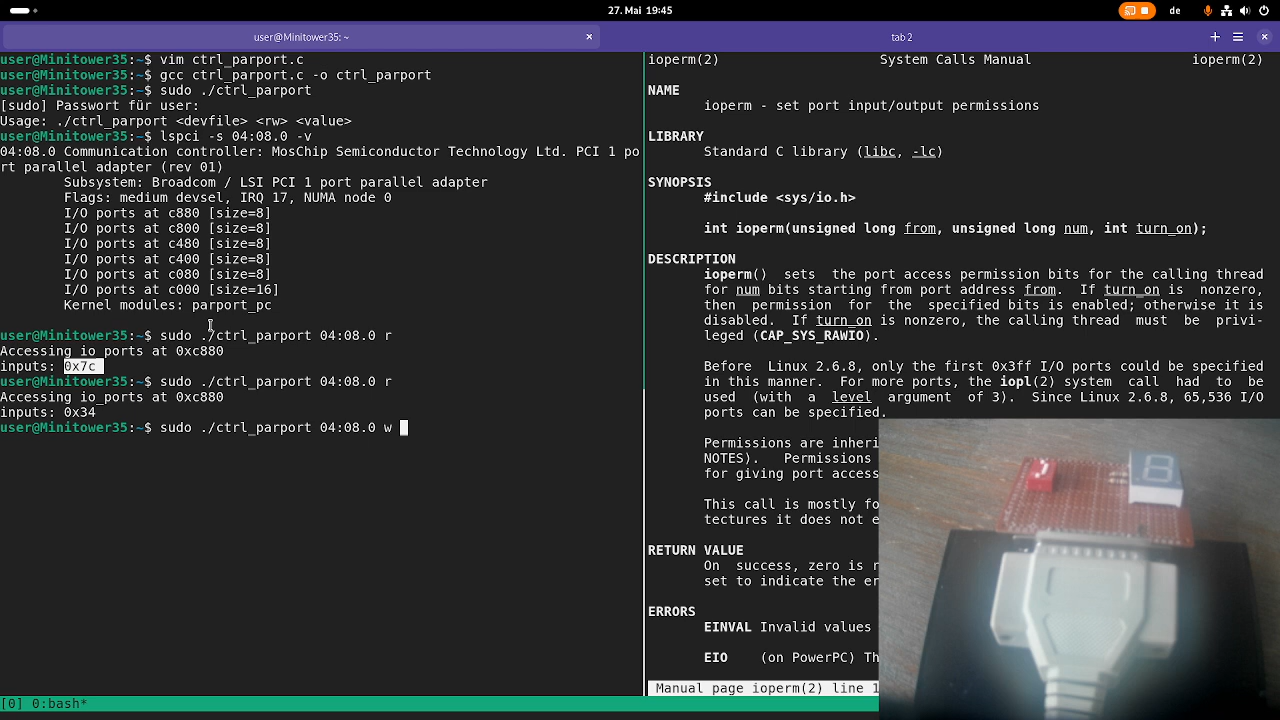 27. Mai 19:45
de
user@Minitower35: ~
tab 2
user@Minitower35:~$ vim ctrl_parport.c
user@Minitower35:~$ gcc ctrl_parport.c -o ctrl_parport
user@Minitower35:~$ sudo ./ctrl_parport
[sudo] Passwort für user:
Usage: ./ctrl_parport <devfile> <rw> <value>
user@Minitower35:~$ lspci -s 04:08.0 -v
04:08.0 Communication controller: MosChip Semiconductor Technology Ltd. PCI 1 po
rt parallel adapter (rev 01)
Subsystem: Broadcom / LSI PCI 1 port parallel adapter
Flags: medium devsel, IRQ 17, NUMA node 0
I/O ports at c880 [size=8]
I/O ports at c800 [size=8]
I/O ports at c480 [size=8]
I/O ports at c400 [size=8]
I/O ports at c080 [size=8]
I/O ports at c000 [size=16]
Kernel modules: parport_pc
user@Minitower35:~$ sudo ./ctrl_parport 04:08.0 r
Accessing io_ports at 0xc880
inputs: 0x7c
user@Minitower35:~$ sudo ./ctrl_parport 04:08.0 r
Accessing io_ports at 0xc880
inputs: 0x34
user@Minitower35:~$ sudo ./ctrl_parport 04:08.0 w
[0] 0:bash*
ioperm(2) System Calls Manual ioperm(2)
NAME
ioperm - set port input/output permissions
LIBRARY
Standard C library (libc, -lc)
SYNOPSIS
#include <sys/io.h>
int ioperm(unsigned long from, unsigned long num, int turn_on);
DESCRIPTION
ioperm() sets the port access permission bits for the calling thread
for num bits starting from port address from. If turn_on is nonzero,
then permission for the specified bits is enabled; otherwise it is
disabled. If turn_on is nonzero, the calling thread must be privi-
leged (CAP_SYS_RAWIO).
Before Linux 2.6.8, only the first 0x3ff I/O ports could be specified
in this manner. For more ports, the iopl(2) system call had to be
used (with a level argument of 3). Since Linux 2.6.8, 65,536 I/O
ports can be specified.
Permissions are inheri
NOTES). Permissions
for giving port access
This call is mostly fo
tectures it does not e
RETURN VALUE
On success, zero is r
set to indicate the er
ERRORS
EINVAL Invalid values
EIO (on PowerPC) Th
Manual page ioperm(2) line 1